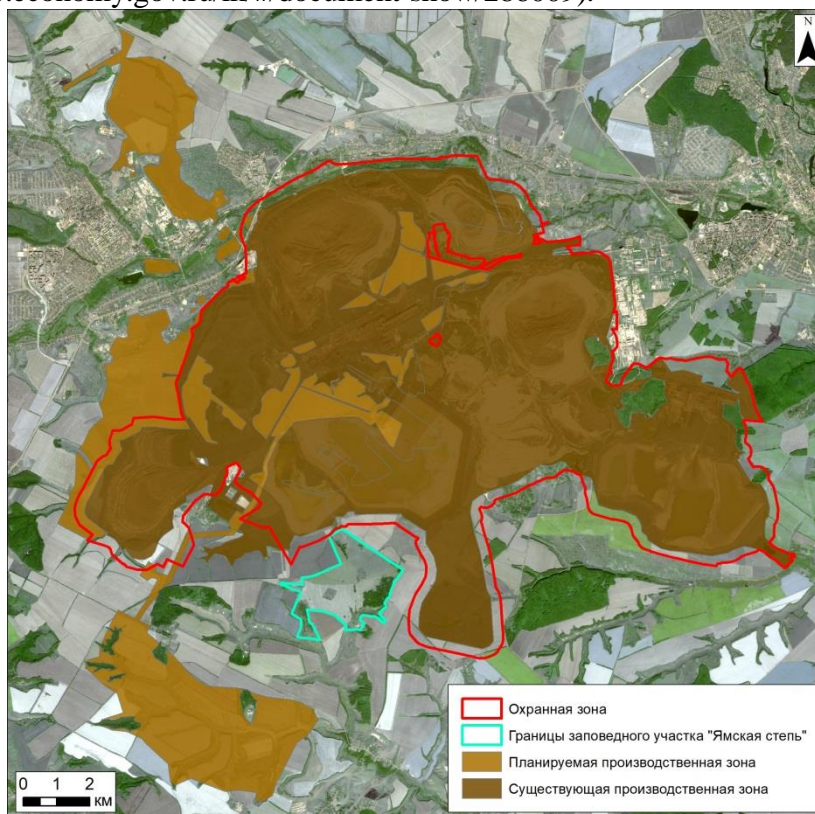 N
Охранная зона
Границы заповедного участка "Ямская степь"
Планируемая производственная зона
Существующая производственная зона
0 1 2
км